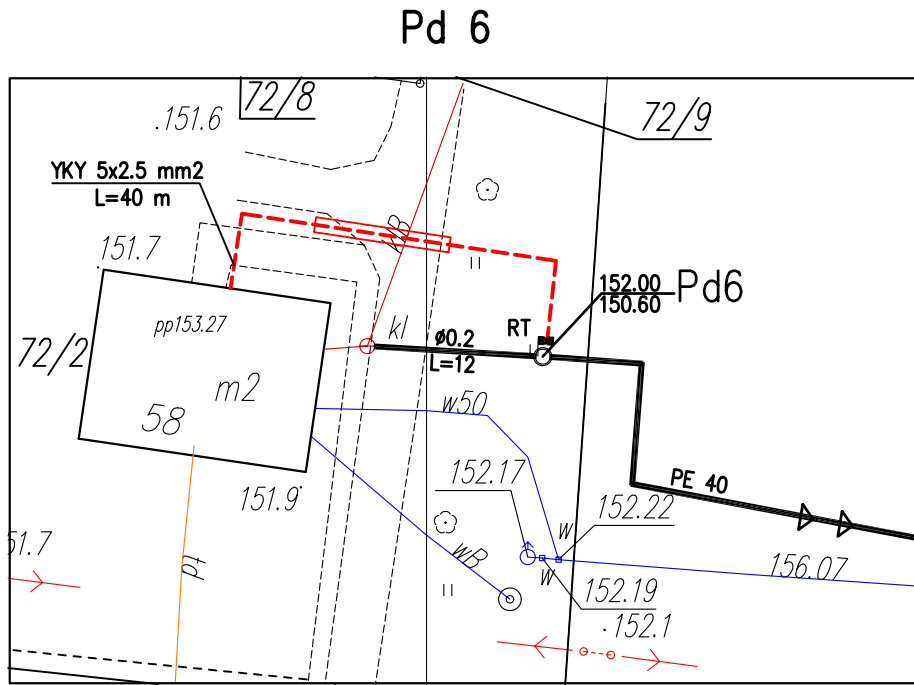 Pd 6
72/8
.151.6
72/9
YKY 5x2.5 mm2
L=40 m
151.7
152.00
150.60
Pd6
pp153.27
kl
ø0.2
L=12
RT
72/2
m2
58
w50
152.17
PE 40
151.9
152.22
w
51.7
pt
wB
w
156.07
152.19
152.1